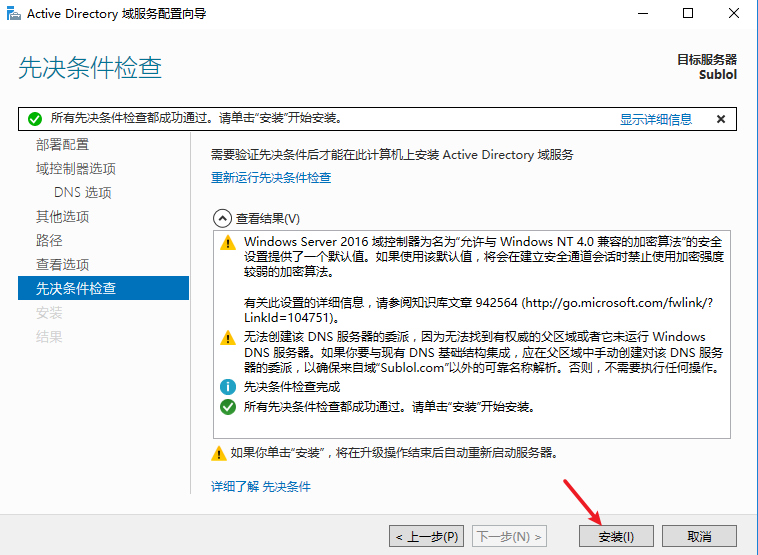 Active Directory 域服务配置向导
先决条件检查
目标服务器
Sublol
所有先决条件检查都成功通过。请单击“安装”开始安装。
显示详细信息
部署配置
域控制器选项
DNS 选项
其他选项
路径
查看选项
先决条件检查
安装
结果
需要验证先决条件后才能在此计算机上安装 Active Directory 域服务
重新运行先决条件检查
查看结果(V)
Windows Server 2016 域控制器为名为“允许与 Windows NT 4.0 兼容的加密算法”的安全
设置提供了一个默认值。如果使用该默认值，将会在建立安全通道会话时禁止使用加密强度
较弱的加密算法。
有关此设置的详细信息，请参阅知识库文章 942564 (http://go.microsoft.com/fwlink/?
LinkId=104751)。
无法创建该 DNS 服务器的委派，因为无法找到有权威的父区域或者它未运行 Windows
DNS 服务器。如果你要与现有 DNS 基础结构集成，应在父区域中手动创建对该 DNS 服务
器的委派，以确保来自域“Sublol.com”以外的可靠名称解析。否则，不需要执行任何操作。
先决条件检查完成
所有先决条件检查都成功通过。请单击“安装”开始安装。
如果你单击“安装”，将在升级操作结束后自动重新启动服务器。
详细了解 先决条件
< 上一步(P)
下一步(N) >
安装(I)
取消